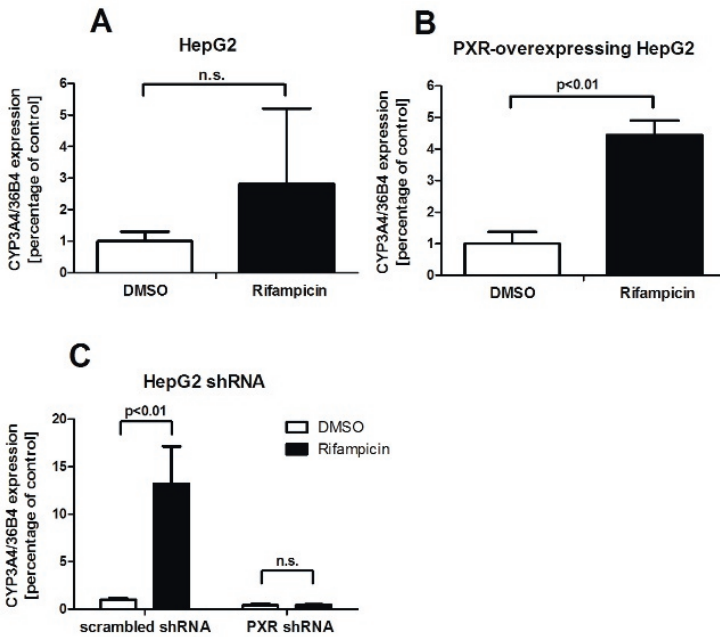 A
HepG2
CYP3A4/36B4 expression
[percentage of control]
6
5
4
3
2
1
0
n.s.
DMSO Rifampicin
B
PXR-overexpressing HepG2
CYP3A4/36B4 expression
[percentage of control]
6
5
4
3
2
1
0
p<0.01
DMSO Rifampicin
C
HepG2 shRNA
CYP3A4/36B4 expression
[percentage of control]
20
15
10
5
0
p<0.01
n.s.
DMSO
Rifampicin
scrambled shRNA PXR shRNA